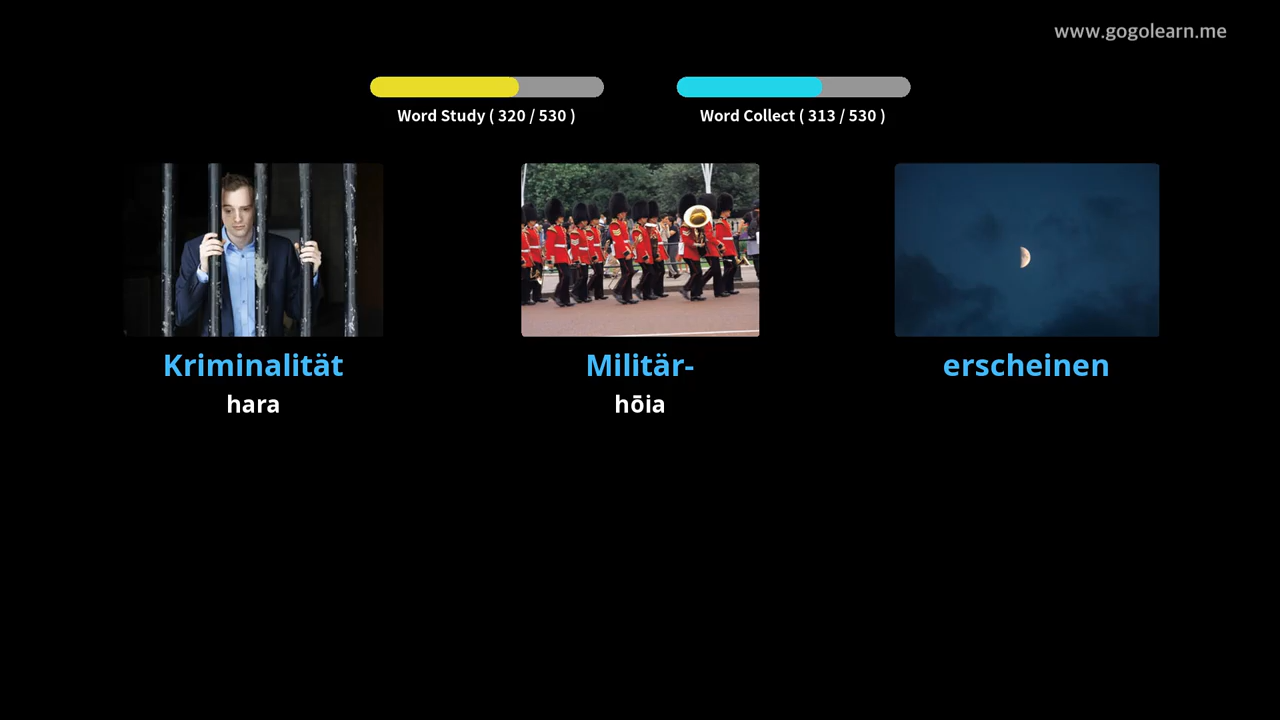 www.gogolearn.me
Word Study ( 320 / 530 )
Word Collect ( 313 / 530 )
Kriminalität
hara
Militär-
hōia
erscheinen